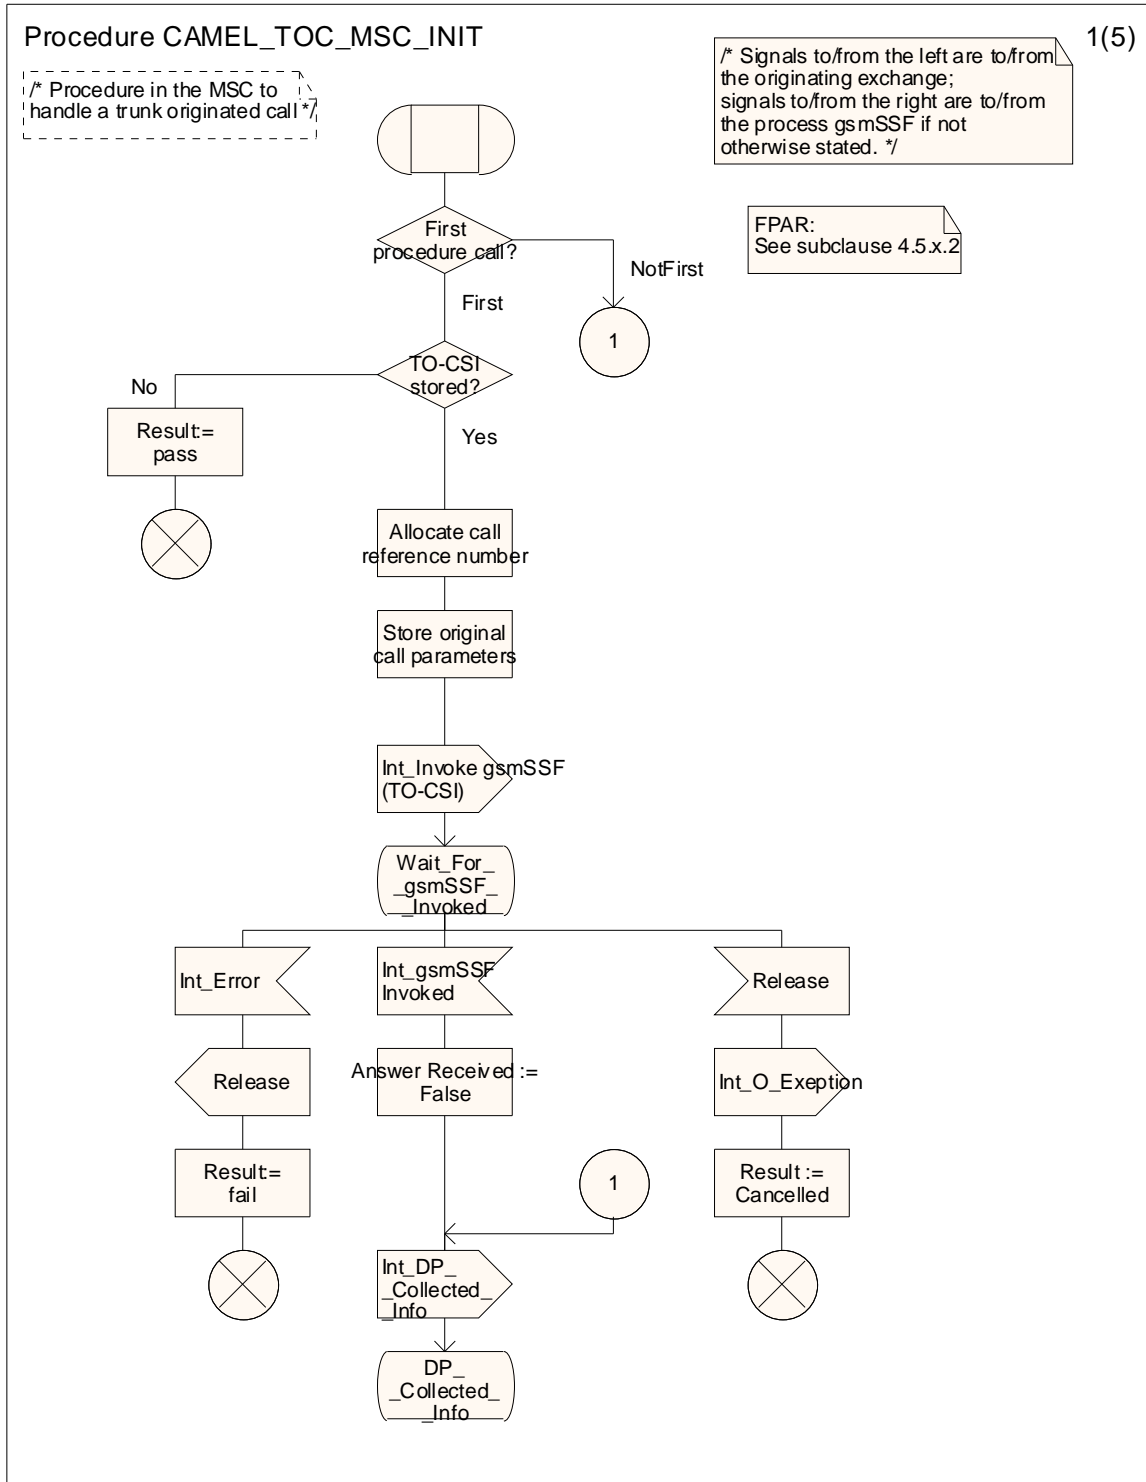 Procedure CAMEL_TOC_MSC_INIT
1(5)
/* Procedure in the MSC to
handle a trunk originated call */
/* Signals to/from the left are to/from
the originating exchange;
signals to/from the right are to/from
the process gsmSSF if not
otherwise stated. */
FPAR:
See subclause 4.5.x.2
First
procedure call?
NotFirst
First
1
TO-CSI
stored?
No
Yes
Result:=
pass
Allocate call
reference number
Store original
call parameters
Int_Invoke gsmSSF
(TO-CSI)
Wait_For_
_gsmSSF_
_Invoked
Int_Error
Int_gsmSSF
Invoked
Release
Release
Answer Received :=
False
Int_O_Exeption
Result:=
fail
1
Result :=
Cancelled
Int_DP_
_Collected_
_Info
DP_
_Collected_
_Info